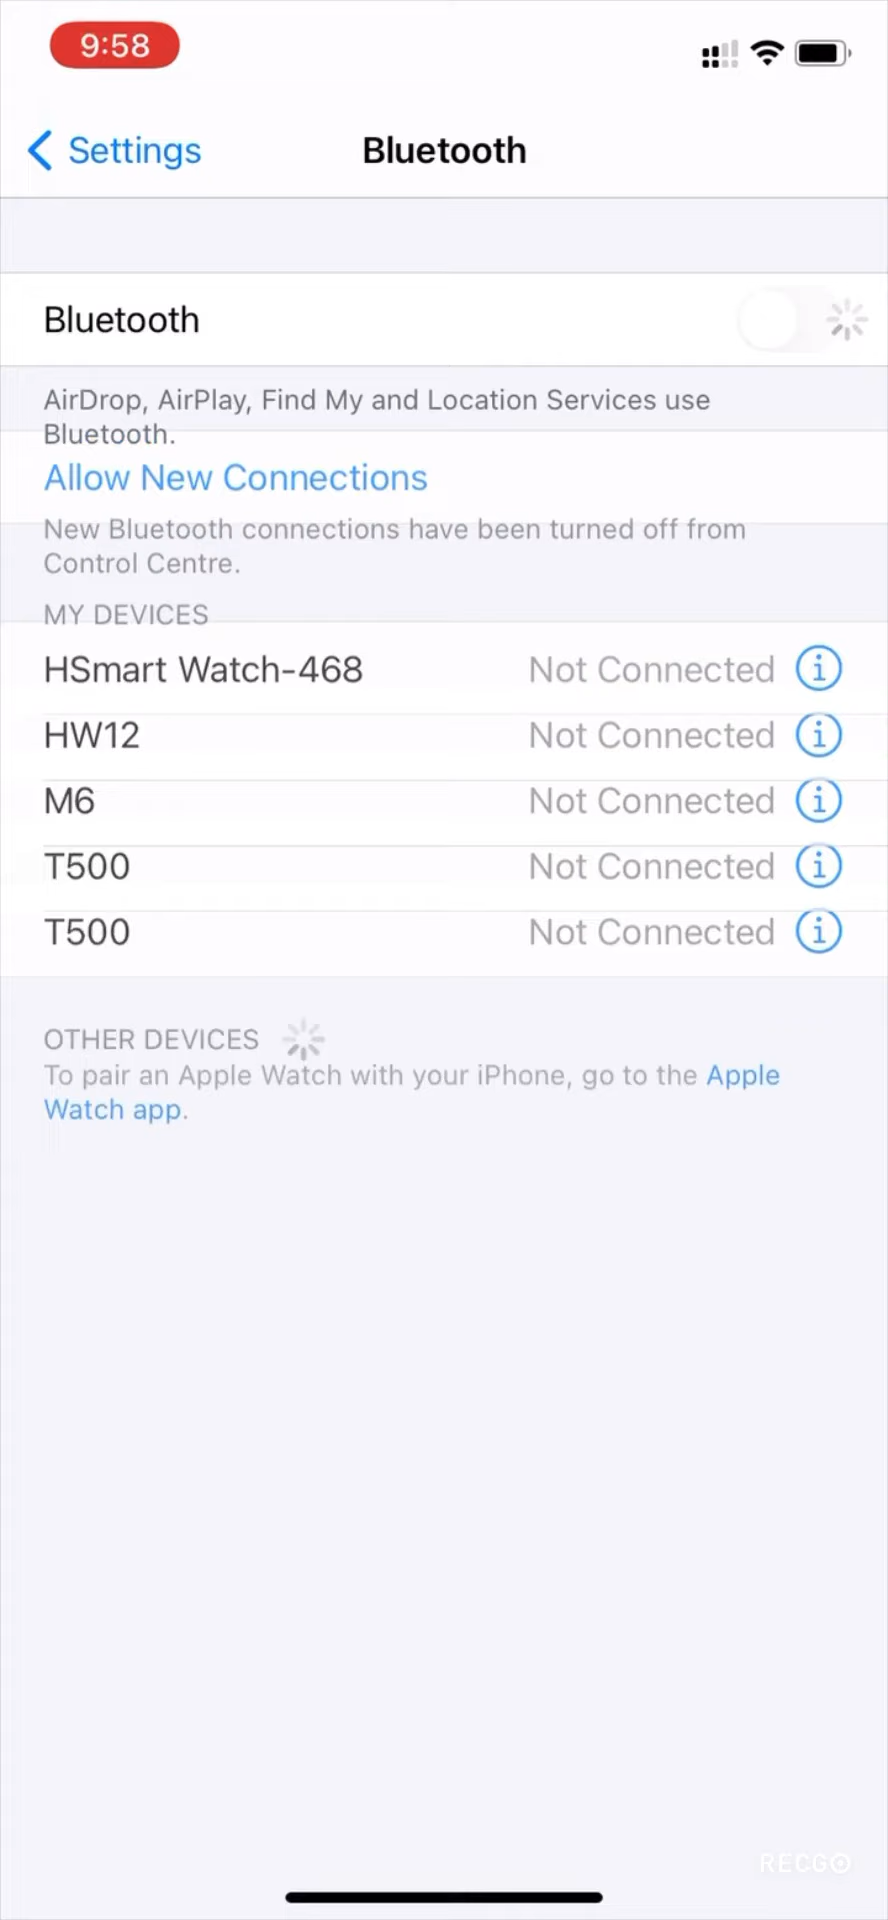 9:58
Settings
Bluetooth
Bluetooth
AirDrop, AirPlay, Find My and Location Services use
Bluetooth.
Allow New Connections
New Bluetooth connections have been turned off from
Control Centre.
MY DEVICES
HSmart Watch-468 Not Connected
HW12 Not Connected
M6 Not Connected
T500 Not Connected
T500 Not Connected
OTHER DEVICES
To pair an Apple Watch with your iPhone, go to the Apple
Watch app.
RECGO